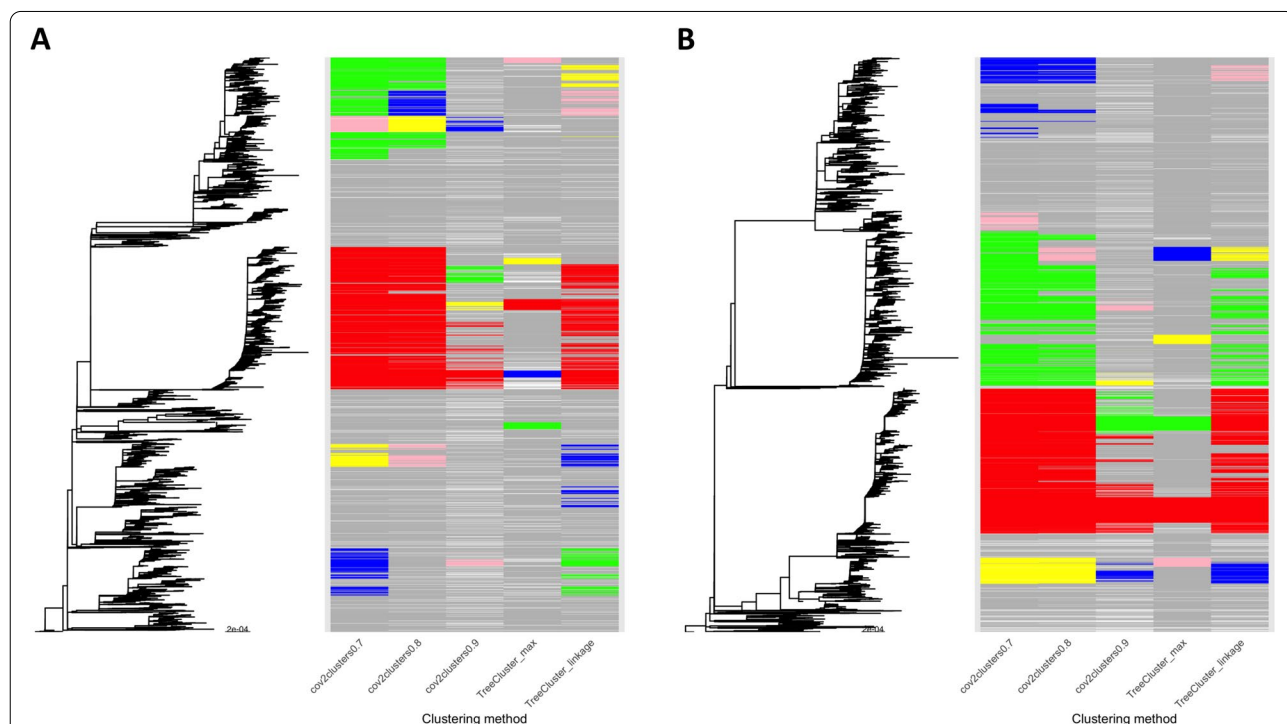 A
B
2e-04
2e-04
cov2clusters0.7
cov2clusters0.8
cov2clusters0.9
TreeCluster_max
TreeCluster_linkage
cov2clusters0.7
cov2clusters0.8
cov2clusters0.9
TreeCluster_max
TreeCluster_linkage
Clustering method
Clustering method